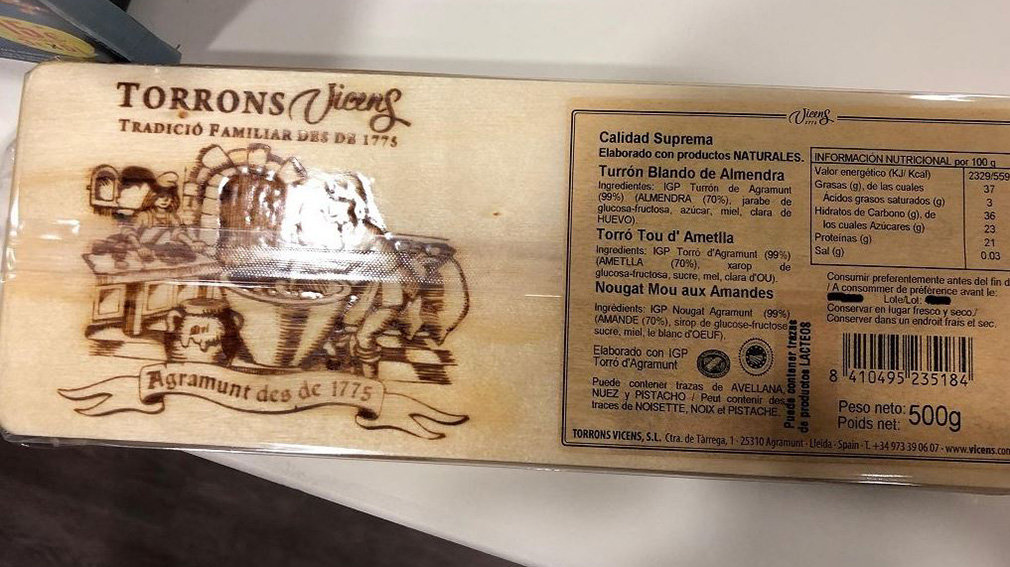 TORRONS Vicens
TRADICIÓ FAMILIAR DES DE 1775
Agramunt des de 1775
Vicens
1775
Calidad Suprema
Elaborado con productos NATURALES.
Turrón Blando de Almendra
Ingredientes: IGP Turrón de Agramunt
(99%) (ALMENDRA (70%), jarabe de
glucosa-fructosa, azúcar, miel, clara de
HUEVO).
Torró Tou d' Ametlla
Ingredients: IGP Torró d'Agramunt (99%)
(AMETLLA (70%), xarop de
glucosa-fructosa, sucre, mel, clara d'OU).
Nougat Mou aux Amandes
Ingrédients: IGP Nougat Agramunt (99%)
(AMANDE (70%), sirop de glucose-fructose
sucre, miel, le blanc d'OEUF).
Elaborado con IGP
Torró d'Agramunt
Puede contener trazas de AVELLANA,
NUEZ y PISTACHO / Peut contenir des
traces de NOISETTE, NOIX et PISTACHE.
Puede contener trazas
de productos LACTEOS
INFORMACIÓN NUTRICIONAL por 100 g
Valor energético (KJ/ Kcal) 2329/559
Grasas (g), de las cuales 37
Acidos grasos saturados (g) 3
Hidratos de Carbono (g), de 36
los cuales Azúcares (g) 23
Proteinas (g) 21
Sal (g) 0.03
Consumir preferentemente antes del fin d
/ A consommer de préférence avant le:
Lote/Lot:
Conservar en lugar fresco y seco./
Conserver dans un endroit frais et sec.
8 410495 235184
Peso neto: 500g
Poids net:
TORRONS VICENS, S.L. Ctra. de Tàrrega, 1 - 25310 Agramunt - Lleida - Spain - T. +34 973 39 06 07 - www.vicens.com